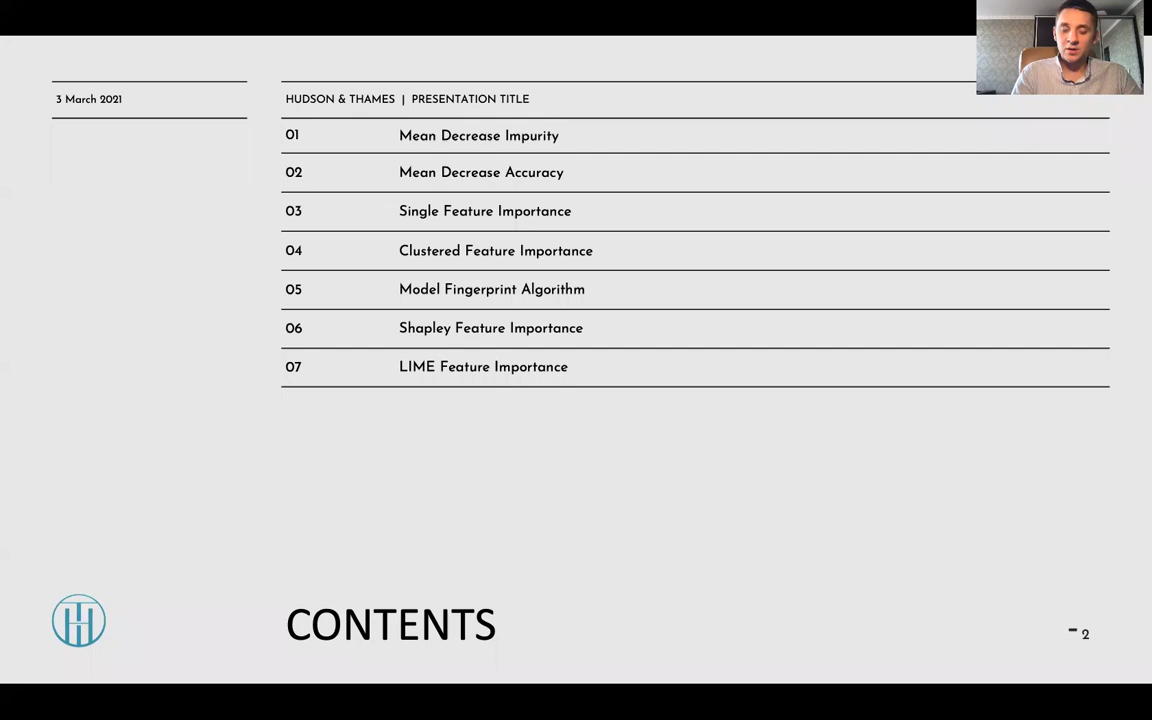 3 March 2021
HUDSON & THAMES | PRESENTATION TITLE
01 Mean Decrease Impurity
02 Mean Decrease Accuracy
03 Single Feature Importance
04 Clustered Feature Importance
05 Model Fingerprint Algorithm
06 Shapley Feature Importance
07 LIME Feature Importance
CONTENTS
- 2